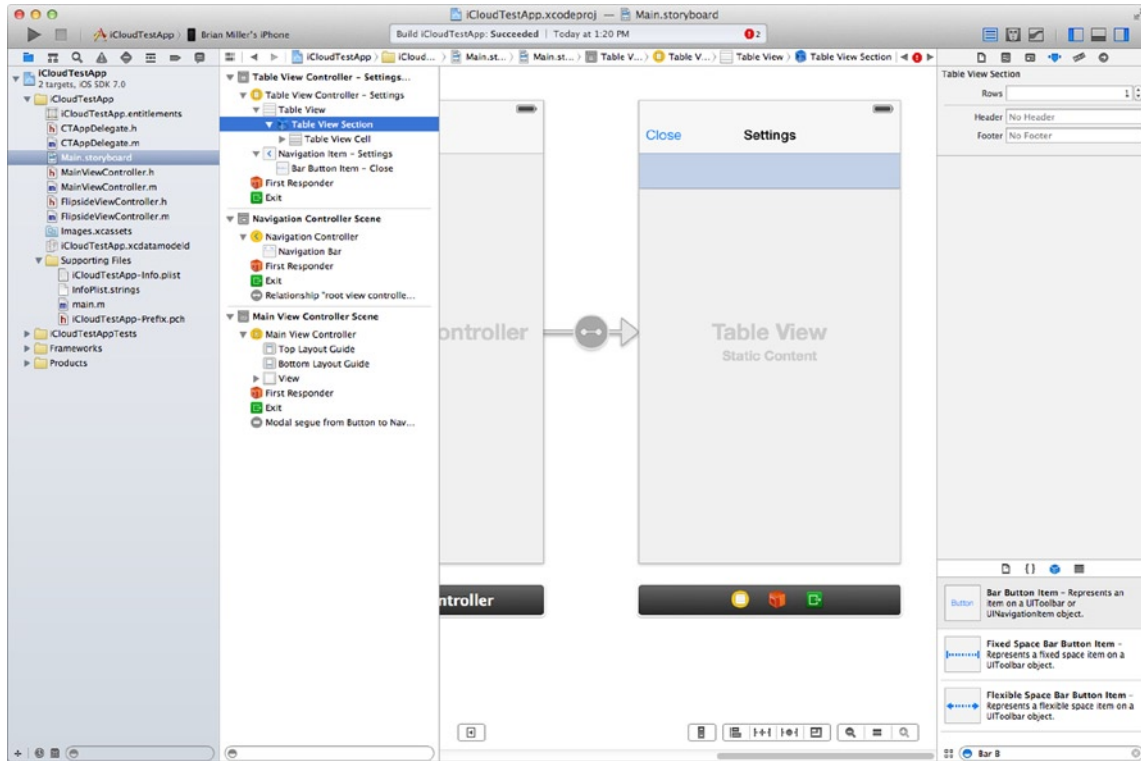 iCloudTestApp.xcodeproj — Main.storyboard
iCloudTestApp
Brian Miller's iPhone
Build iCloudTestApp: Succeeded | Today at 1:20 PM
2
iCloudTestApp
iCloud...
Main.st...
Main.st...
Table V...
Table V...
Table View
Table View Section
iCloudTestApp
2 targets, iOS SDK 7.0
iCloudTestApp
iCloudTestApp.entitlements
h CTAppDelegate.h
m CTAppDelegate.m
Main.storyboard
h MainViewController.h
m MainViewController.m
h FlipsideViewController.h
m FlipsideViewController.m
Images.xcassets
iCloudTestApp.xcdatamodeld
Supporting Files
iCloudTestApp-Info.plist
InfoPlist.strings
m main.m
h iCloudTestApp-Prefix.pch
iCloudTestAppTests
Frameworks
Products
Table View Controller – Settings...
Table View Controller – Settings
Table View
Table View Section
Table View Cell
Navigation Item – Settings
Bar Button Item – Close
First Responder
Exit
Navigation Controller Scene
Navigation Controller
Navigation Bar
First Responder
Exit
Relationship "root view controlle...
Main View Controller Scene
Main View Controller
Top Layout Guide
Bottom Layout Guide
View
First Responder
Exit
Modal segue from Button to Nav...
ontroller
ntroller
Close
Settings
Table View
Static Content
Table View Section
Rows 1
Header No Header
Footer No Footer
Button
Bar Button Item – Represents an
item on a UIToolbar or
UINavigationItem object.
Fixed Space Bar Button Item –
Represents a fixed space item on a
UIToolbar object.
Flexible Space Bar Button Item –
Represents a flexible space item on a
UIToolbar object.
Bar B